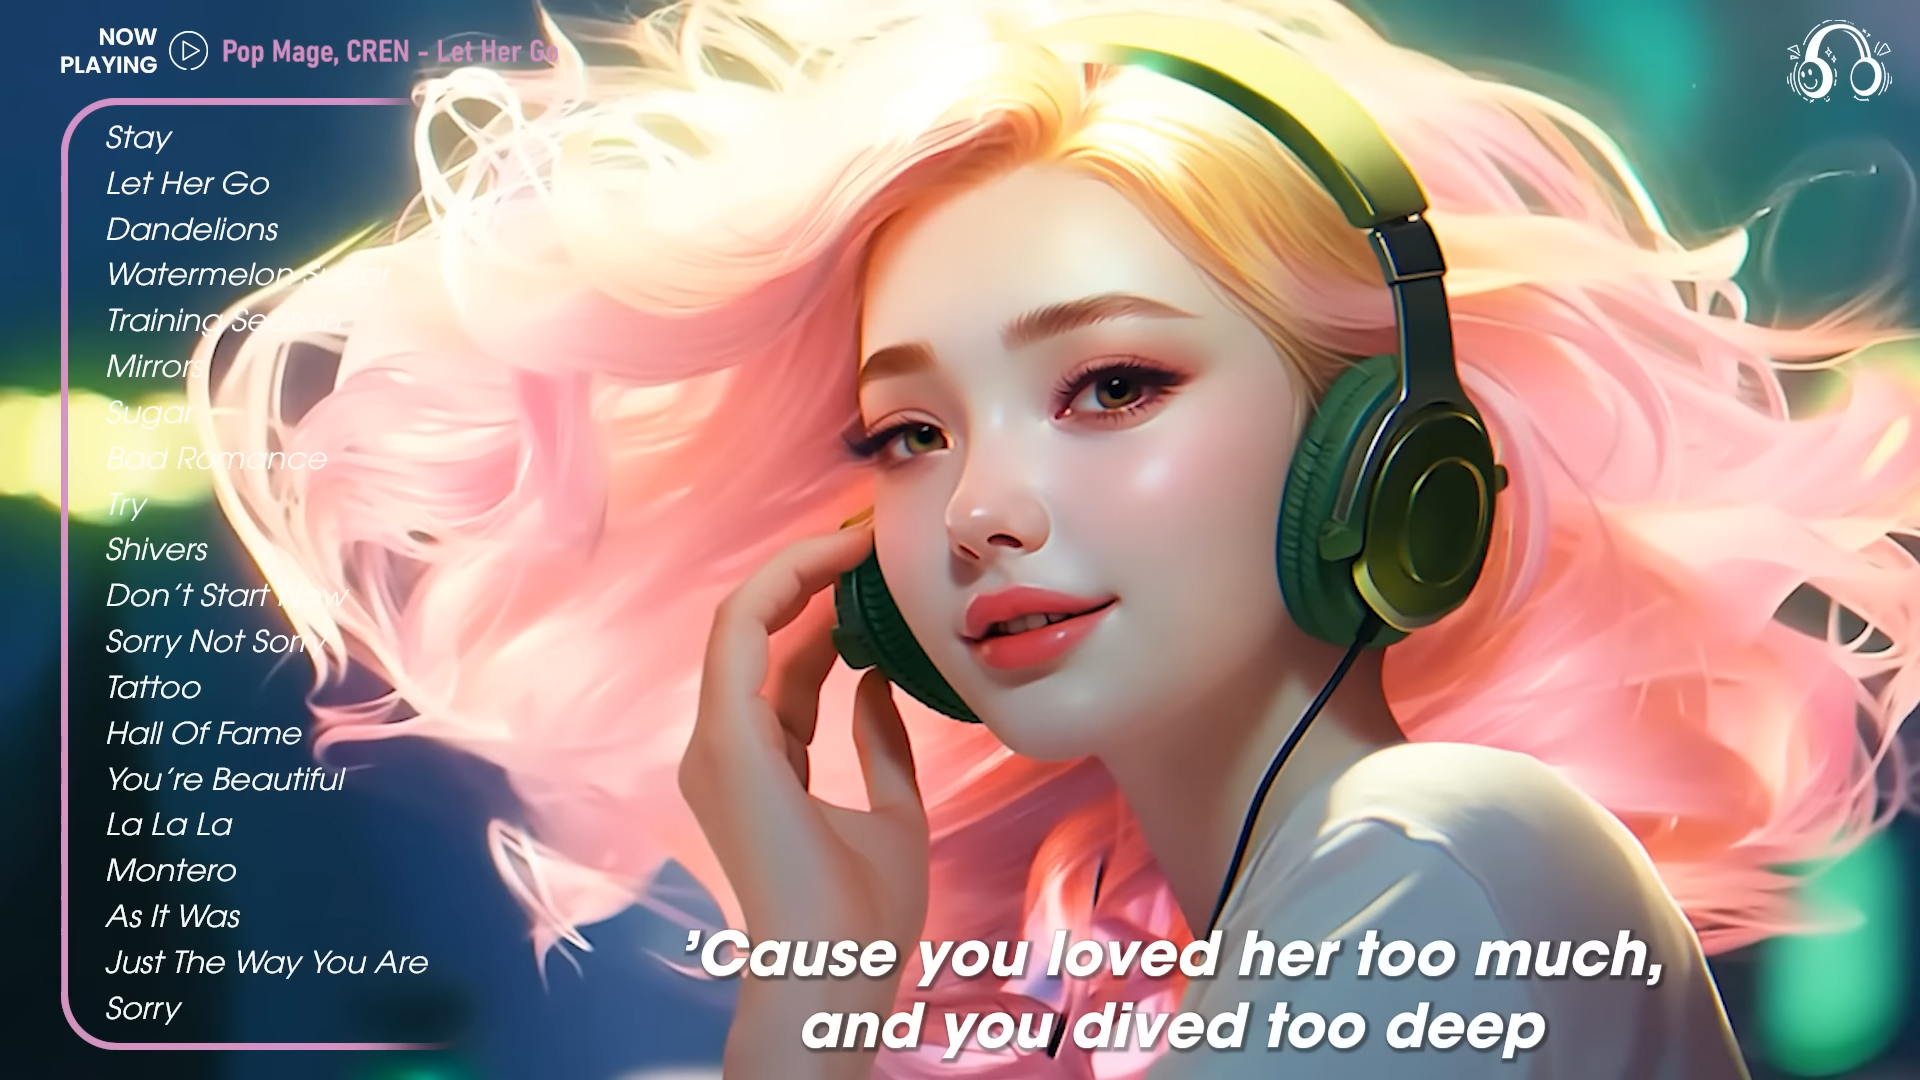 NOW
PLAYING
Pop Mage, CREN - Let Her Go
Stay
Let Her Go
Dandelions
Watermelon Sugar
Training Season
Mirrors
Sugar
Bad Romance
Try
Shivers
Don't Start Now
Sorry Not Sorry
Tattoo
Hall Of Fame
You're Beautiful
La La La
Montero
As It Was
Just The Way You Are
Sorry
'Cause you loved her too much,
and you dived too deep